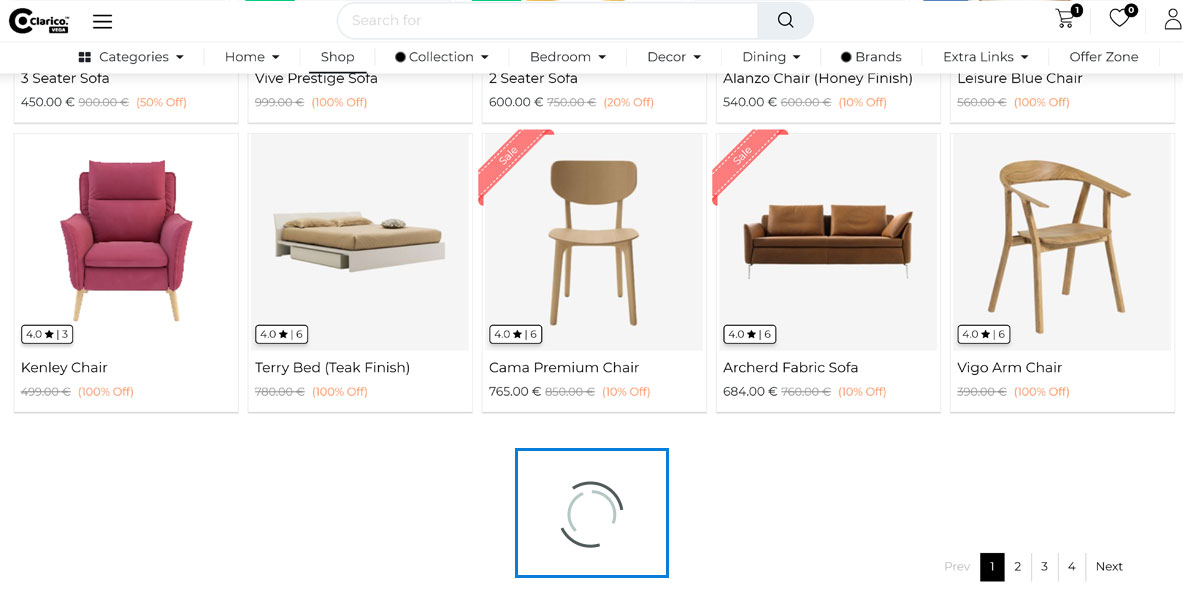 Clarico VEGA Search for 1 0
Categories Home Shop Collection Bedroom Decor Dining Brands Extra Links Offer Zone
3 Seater Sofa Vive Prestige Sofa 2 Seater Sofa Alanzo Chair (Honey Finish) Leisure Blue Chair
450.00 € 900.00 € (50% Off) 999.00 € (100% Off) 600.00 € 750.00 € (20% Off) 540.00 € 600.00 € (10% Off) 560.00 € (100% Off)
Sale Sale
4.0 ★ | 3 4.0 ★ | 6 4.0 ★ | 6 4.0 ★ | 6 4.0 ★ | 6
Kenley Chair Terry Bed (Teak Finish) Cama Premium Chair Archerd Fabric Sofa Vigo Arm Chair
499.00 € (100% Off) 780.00 € (100% Off) 765.00 € 850.00 € (10% Off) 684.00 € 760.00 € (10% Off) 390.00 € (100% Off)
Prev 1 2 3 4 Next